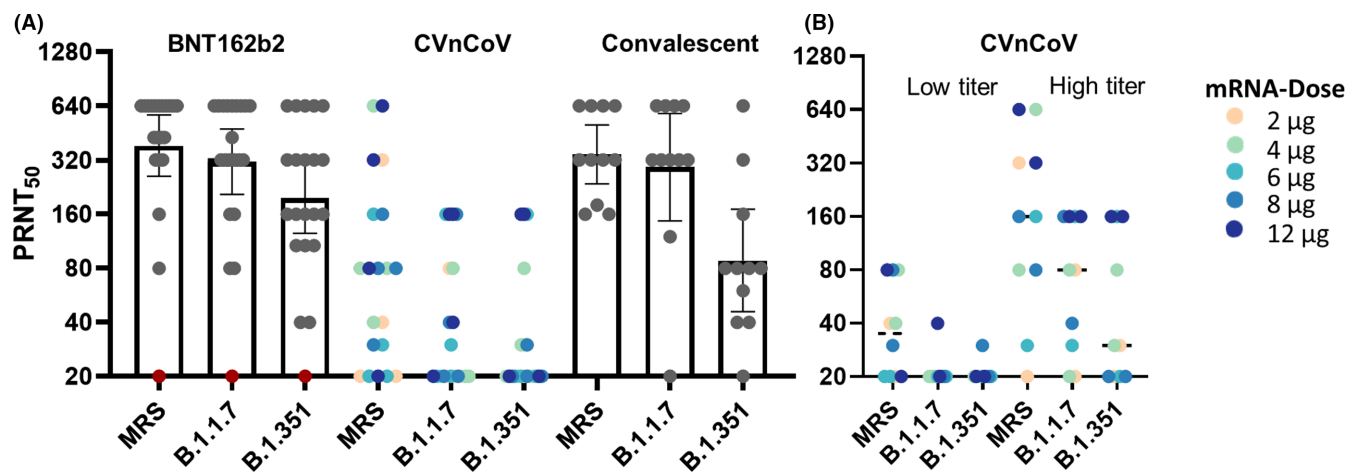 (A)
BNT162b2 CVnCoV Convalescent
PRNT50
1280
640
320
160
80
40
20
MRS B.1.1.7 B.1.351 MRS B.1.1.7 B.1.351 MRS B.1.1.7 B.1.351
(B)
CVnCoV
Low titer High titer
1280
640
320
160
80
40
20
MRS B.1.1.7 B.1.351 MRS B.1.1.7 B.1.351
mRNA-Dose
2 µg
4 µg
6 µg
8 µg
12 µg